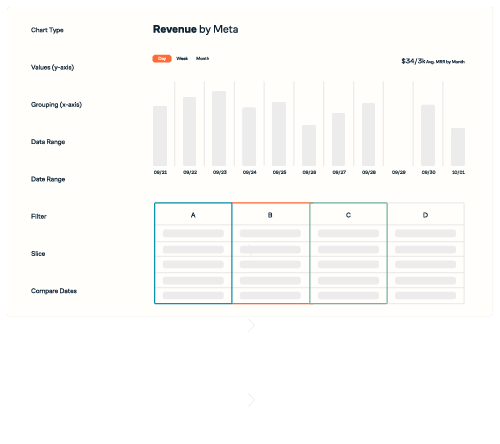 Chart Type
Values (y-axis)
Grouping (x-axis)
Data Range
Date Range
Filter
Slice
Compare Dates
Revenue by Meta
Day Week Month
$34/3k Avg. MRR by Month
09/21 09/22 09/23 09/24 09/25 09/26 09/27 09/28 09/29 09/30 10/01
A B C D